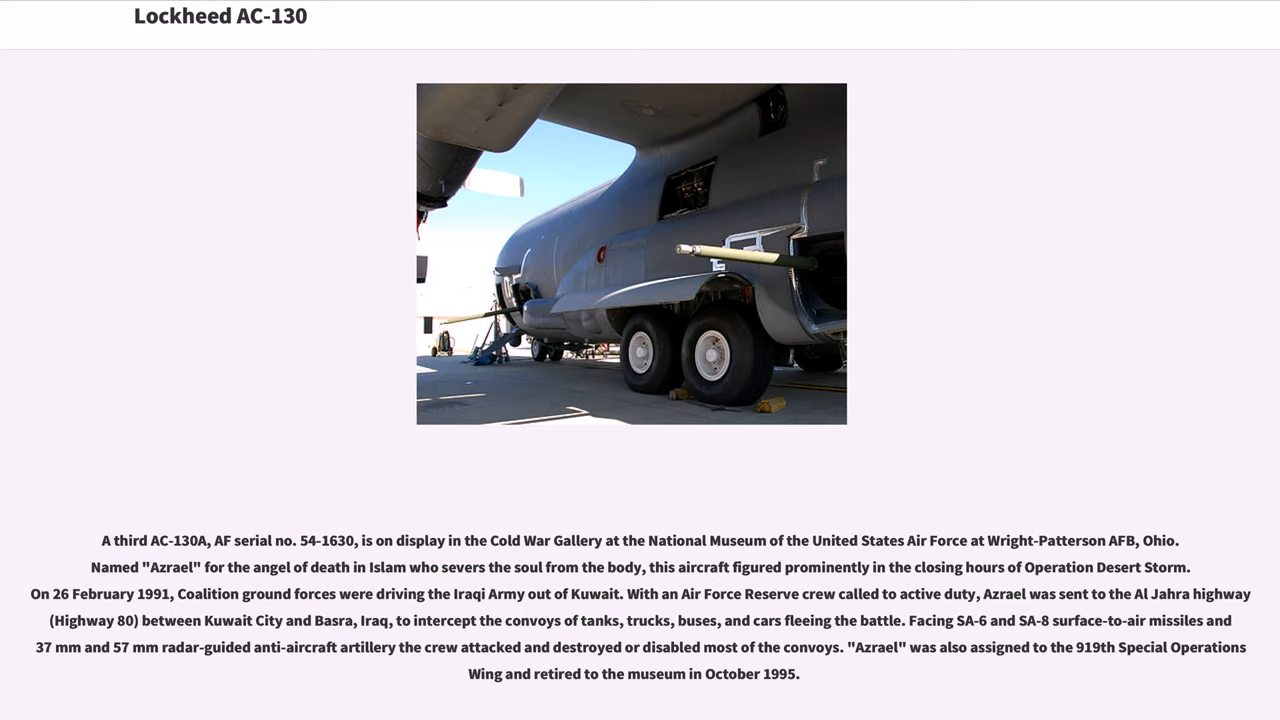 Lockheed AC-130
A third AC-130A, AF serial no. 54-1630, is on display in the Cold War Gallery at the National Museum of the United States Air Force at Wright-Patterson AFB, Ohio.
Named "Azrael" for the angel of death in Islam who severs the soul from the body, this aircraft figured prominently in the closing hours of Operation Desert Storm.
On 26 February 1991, Coalition ground forces were driving the Iraqi Army out of Kuwait. With an Air Force Reserve crew called to active duty, Azrael was sent to the Al Jahra highway
(Highway 80) between Kuwait City and Basra, Iraq, to intercept the convoys of tanks, trucks, buses, and cars fleeing the battle. Facing SA-6 and SA-8 surface-to-air missiles and
37 mm and 57 mm radar-guided anti-aircraft artillery the crew attacked and destroyed or disabled most of the convoys. "Azrael" was also assigned to the 919th Special Operations
Wing and retired to the museum in October 1995.